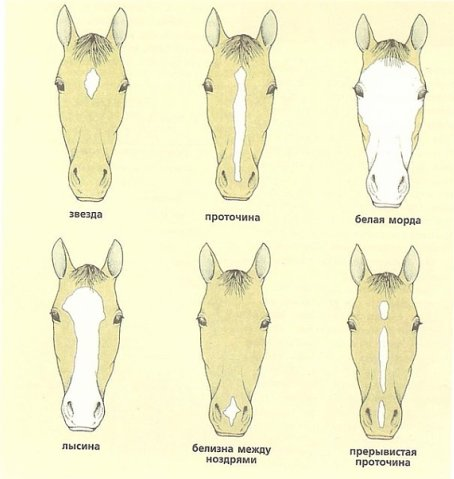 звезда
проточина
белая морда
лысина
белизна между
ноздрями
прерывистая
проточина